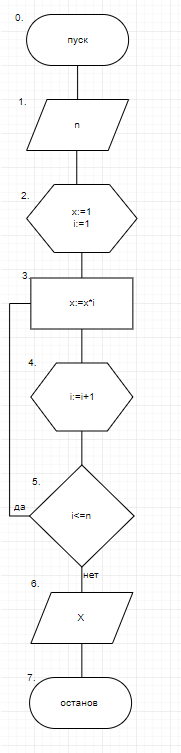 0.
пуск
1.
n
2.
x:=1
i:=1
3.
x:=x*i
4.
i:=i+1
5.
i<=n
да
нет
6.
X
7.
останов